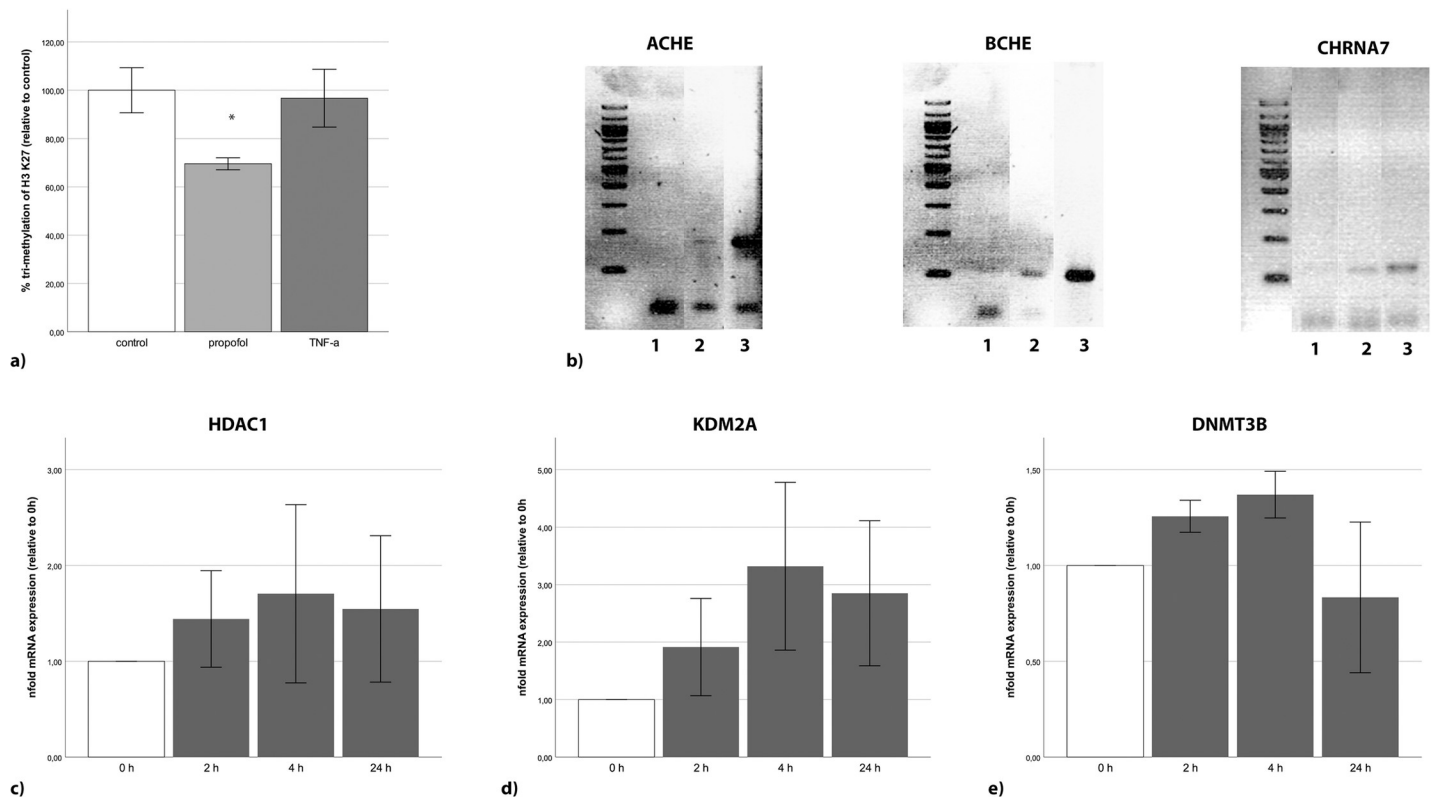 % tri-methylation of H3 K27 (relative to control)
120,00
100,00
80,00
60,00
40,00
20,00
0,00
*
control propofol TNF-a
a)
ACHE
1 2 3
BCHE
1 2 3
CHRNA7
1 2 3
b)
HDAC1
nfold mRNA expression (relative to 0h)
3,00
2,00
1,00
0,00
0 h 2 h 4 h 24 h
c)
KDM2A
nfold mRNA expression (relative to 0h
5,00
4,00
3,00
2,00
1,00
0,00
0 h 2 h 4 h 24 h
d)
DNMT3B
nfold mRNA expression (relative to 0h)
1,50
1,00
0,50
0,00
0 h 2 h 4 h 24 h
e)